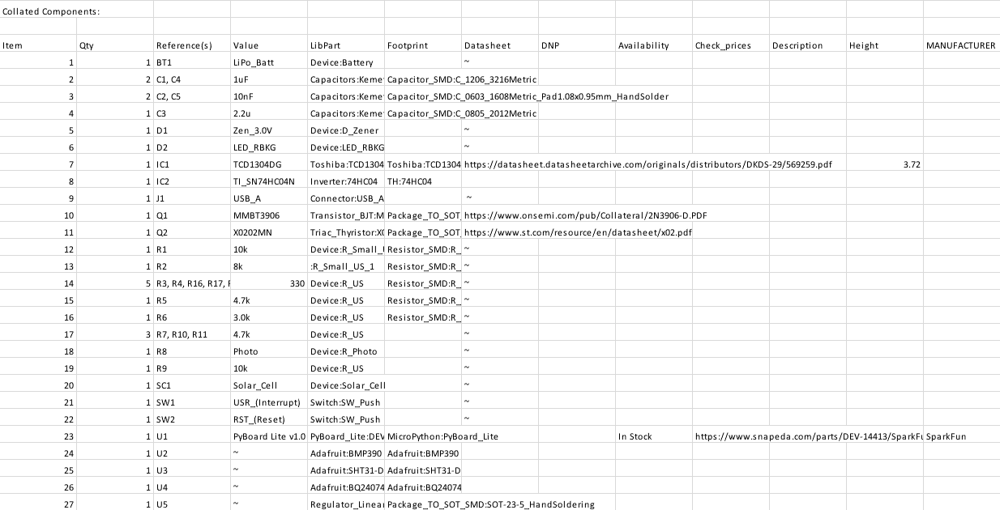 Collated Components:
Item Qty Reference(s) Value LibPart Footprint Datasheet DNP Availability Check_prices Description Height MANUFACTURER
1 1 BT1 LiPo_Batt Device:Battery ~
2 2 C1, C4 1uF Capacitors:Keme Capacitor_SMD:C_1206_3216Metric
3 2 C2, C5 10nF Capacitors:Keme Capacitor_SMD:C_0603_1608Metric_Pad1.08x0.95mm_HandSolder
4 1 C3 2.2u Capacitors:Keme Capacitor_SMD:C_0805_2012Metric
5 1 D1 Zen_3.0V Device:D_Zener ~
6 1 D2 LED_RBKG Device:LED_RBKG ~
7 1 IC1 TCD1304DG Toshiba:TCD1304 Toshiba:TCD1304 https://datasheet.datasheetarchive.com/originals/distributors/DKDS-29/569259.pdf 3.72
8 1 IC2 TI_SN74HC04N Inverter:74HC04 TH:74HC04
9 1 J1 USB_A Connector:USB_A ~
10 1 Q1 MMBT3906 Transistor_BJT:M Package_TO_SOT_ https://www.onsemi.com/pub/Collateral/2N3906-D.PDF
11 1 Q2 X0202MN Triac_Thyristor:X0 Package_TO_SOT_ https://www.st.com/resource/en/datasheet/x02.pdf
12 1 R1 10k Device:R_Small_ Resistor_SMD:R_ ~
13 1 R2 8k :R_Small_US_1 Resistor_SMD:R_ ~
14 5 R3, R4, R16, R17, 330 Device:R_US Resistor_SMD:R_ ~
15 1 R5 4.7k Device:R_US Resistor_SMD:R_ ~
16 1 R6 3.0k Device:R_US Resistor_SMD:R_ ~
17 3 R7, R10, R11 4.7k Device:R_US ~
18 1 R8 Photo Device:R_Photo ~
19 1 R9 10k Device:R_US ~
20 1 SC1 Solar_Cell Device:Solar_Cell ~
21 1 SW1 USR_(Interrupt) Switch:SW_Push ~
22 1 SW2 RST_(Reset) Switch:SW_Push ~
23 1 U1 PyBoard Lite v1.0 PyBoard_Lite:DEV MicroPython:PyBoard_Lite In Stock https://www.snapeda.com/parts/DEV-14413/SparkFu SparkFun
24 1 U2 ~ Adafruit:BMP390 Adafruit:BMP390
25 1 U3 ~ Adafruit:SHT31-D Adafruit:SHT31-D
26 1 U4 ~ Adafruit:BQ24074 Adafruit:BQ24074
27 1 U5 ~ Regulator_Linear Package_TO_SOT_SMD:SOT-23-5_HandSoldering